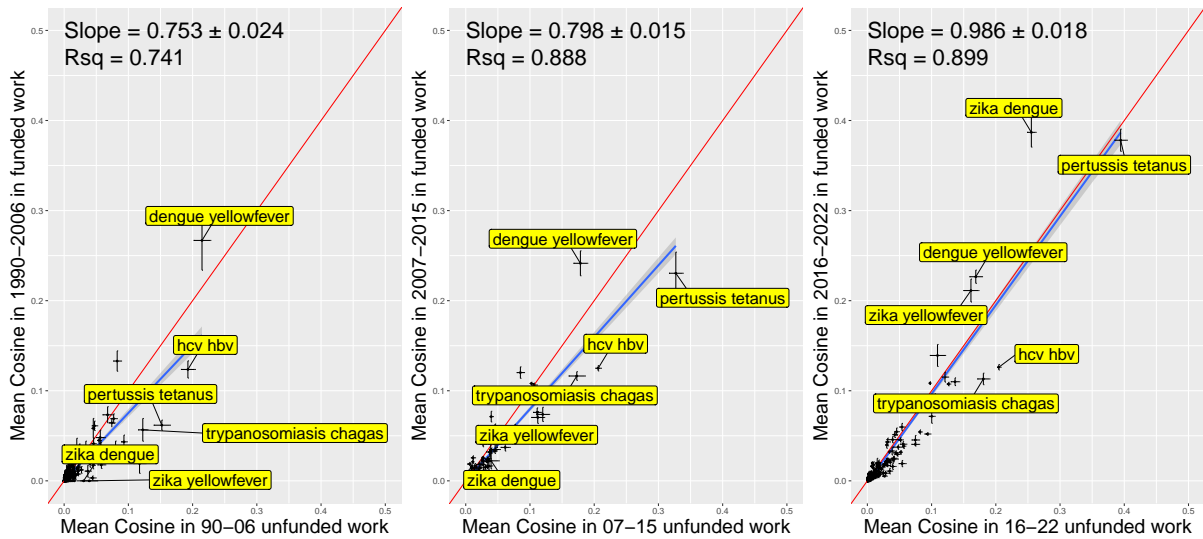 Slope = 0.753 ± 0.024
Rsq = 0.741
dengue yellowfever
hcv hbv
pertussis tetanus
trypanosomiasis chagas
zika dengue
zika yellowfever
0.5
0.4
0.3
0.2
0.1
0.0
0.0
0.1
0.2
0.3
0.4
0.5
Mean Cosine in 1990−2006 in funded work
Mean Cosine in 90−06 unfunded work
Slope = 0.798 ± 0.015
Rsq = 0.888
dengue yellowfever
pertussis tetanus
hcv hbv
trypanosomiasis chagas
zika yellowfever
zika dengue
0.5
0.4
0.3
0.2
0.1
0.0
0.0
0.1
0.2
0.3
0.4
0.5
Mean Cosine in 2007−2015 in funded work
Mean Cosine in 07−15 unfunded work
Slope = 0.986 ± 0.018
Rsq = 0.899
zika dengue
pertussis tetanus
dengue yellowfever
zika yellowfever
hcv hbv
trypanosomiasis chagas
0.5
0.4
0.3
0.2
0.1
0.0
0.0
0.1
0.2
0.3
0.4
0.5
Mean Cosine in 2016−2022 in funded work
Mean Cosine in 16−22 unfunded work